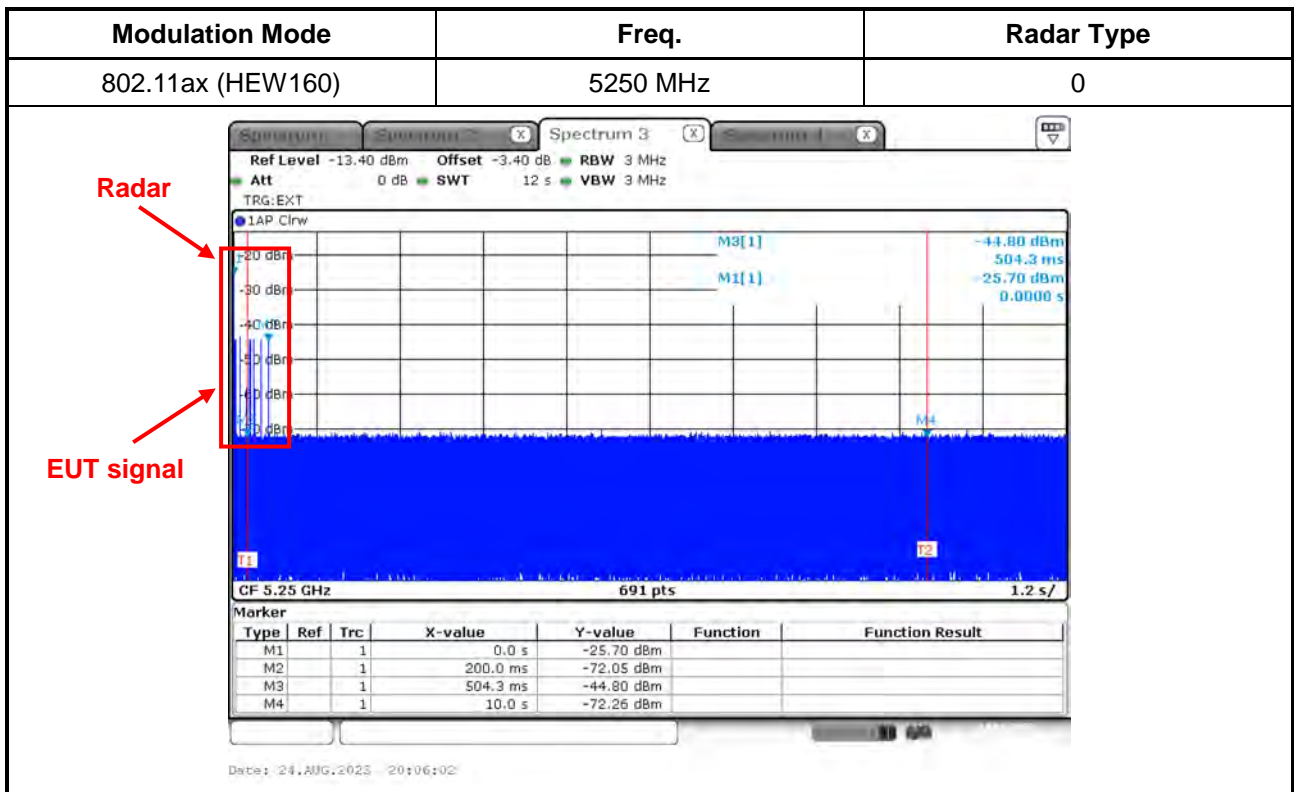 Modulation Mode Freq. Radar Type
802.11ax (HEW160) 5250 MHz 0
Spectrum 3
Ref Level -13.40 dBm Offset -3.40 dB RBW 3 MHz
Att 0 dB SWT 12 s VBW 3 MHz
TRG:EXT
1AP Clrw
Radar
EUT signal
M3[1] -44.80 dBm
504.3 ms
M1[1] -25.70 dBm
0.0000 s
-20 dBm
-30 dBm
-40 dBm
-50 dBm
-60 dBm
M4
T1
T2
CF 5.25 GHz 691 pts 1.2 s/
Marker
Type Ref Trc X-value Y-value Function Function Result
M1 1 0.0 s -25.70 dBm
M2 1 200.0 ms -72.05 dBm
M3 1 504.3 ms -44.80 dBm
M4 1 10.0 s -72.26 dBm
Date: 24.AUG.2023 20:06:02